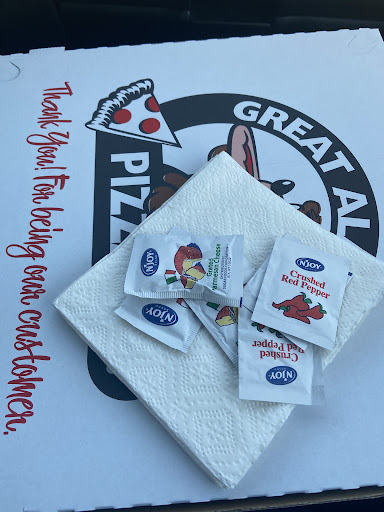 Thank You! For being our customer.
PIZZ
GREAT AL
N'JOY
Grated
Parmesan Cheese
N'JOY
N'JOY
Crushed
Red Pepper
Crushed
Red Pepper
N'JOY